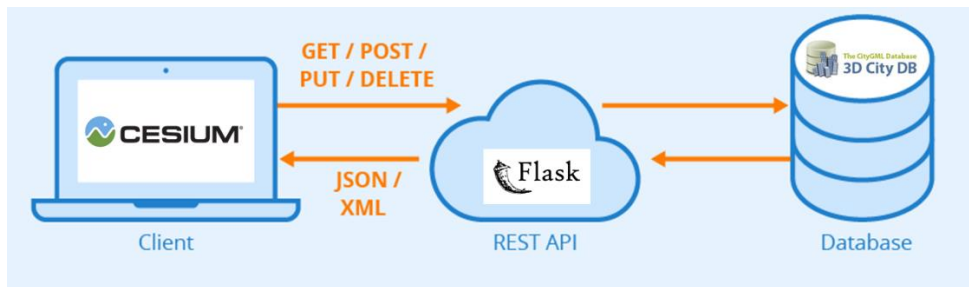 GET / POST /
PUT / DELETE
CESIUM
JSON /
XML
Client
Flask
REST API
The CityGML Database
3D City DB
Database